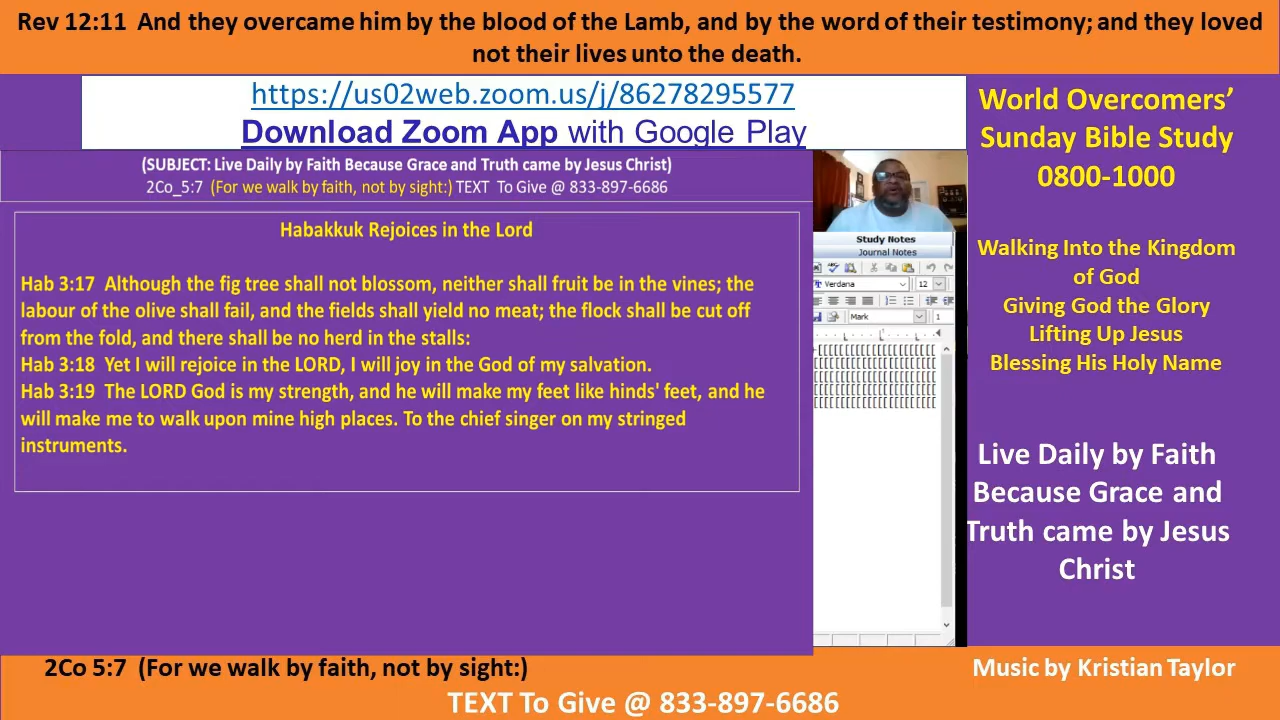 Rev 12:11  And they overcame him by the blood of the Lamb, and by the word of their testimony; and they loved
not their lives unto the death.
https://us02web.zoom.us/j/86278295577
Download Zoom App with Google Play
(SUBJECT: Live Daily by Faith Because Grace and Truth came by Jesus Christ)
2Co_5:7  (For we walk by faith, not by sight:) TEXT  To Give @ 833-897-6686
Habakkuk Rejoices in the Lord
Hab 3:17  Although the fig tree shall not blossom, neither shall fruit be in the vines; the
labour of the olive shall fail, and the fields shall yield no meat; the flock shall be cut off
from the fold, and there shall be no herd in the stalls:
Hab 3:18  Yet I will rejoice in the LORD, I will joy in the God of my salvation.
Hab 3:19  The LORD God is my strength, and he will make my feet like hinds' feet, and he
will make me to walk upon mine high places. To the chief singer on my stringed
instruments.
Study Notes
Journal Notes
Verdana
12
Mark
1
World Overcomers’
Sunday Bible Study
0800-1000
Walking Into the Kingdom
of God
Giving God the Glory
Lifting Up Jesus
Blessing His Holy Name
Live Daily by Faith
Because Grace and
Truth came by Jesus
Christ
2Co 5:7  (For we walk by faith, not by sight:)
Music by Kristian Taylor
TEXT To Give @ 833-897-6686